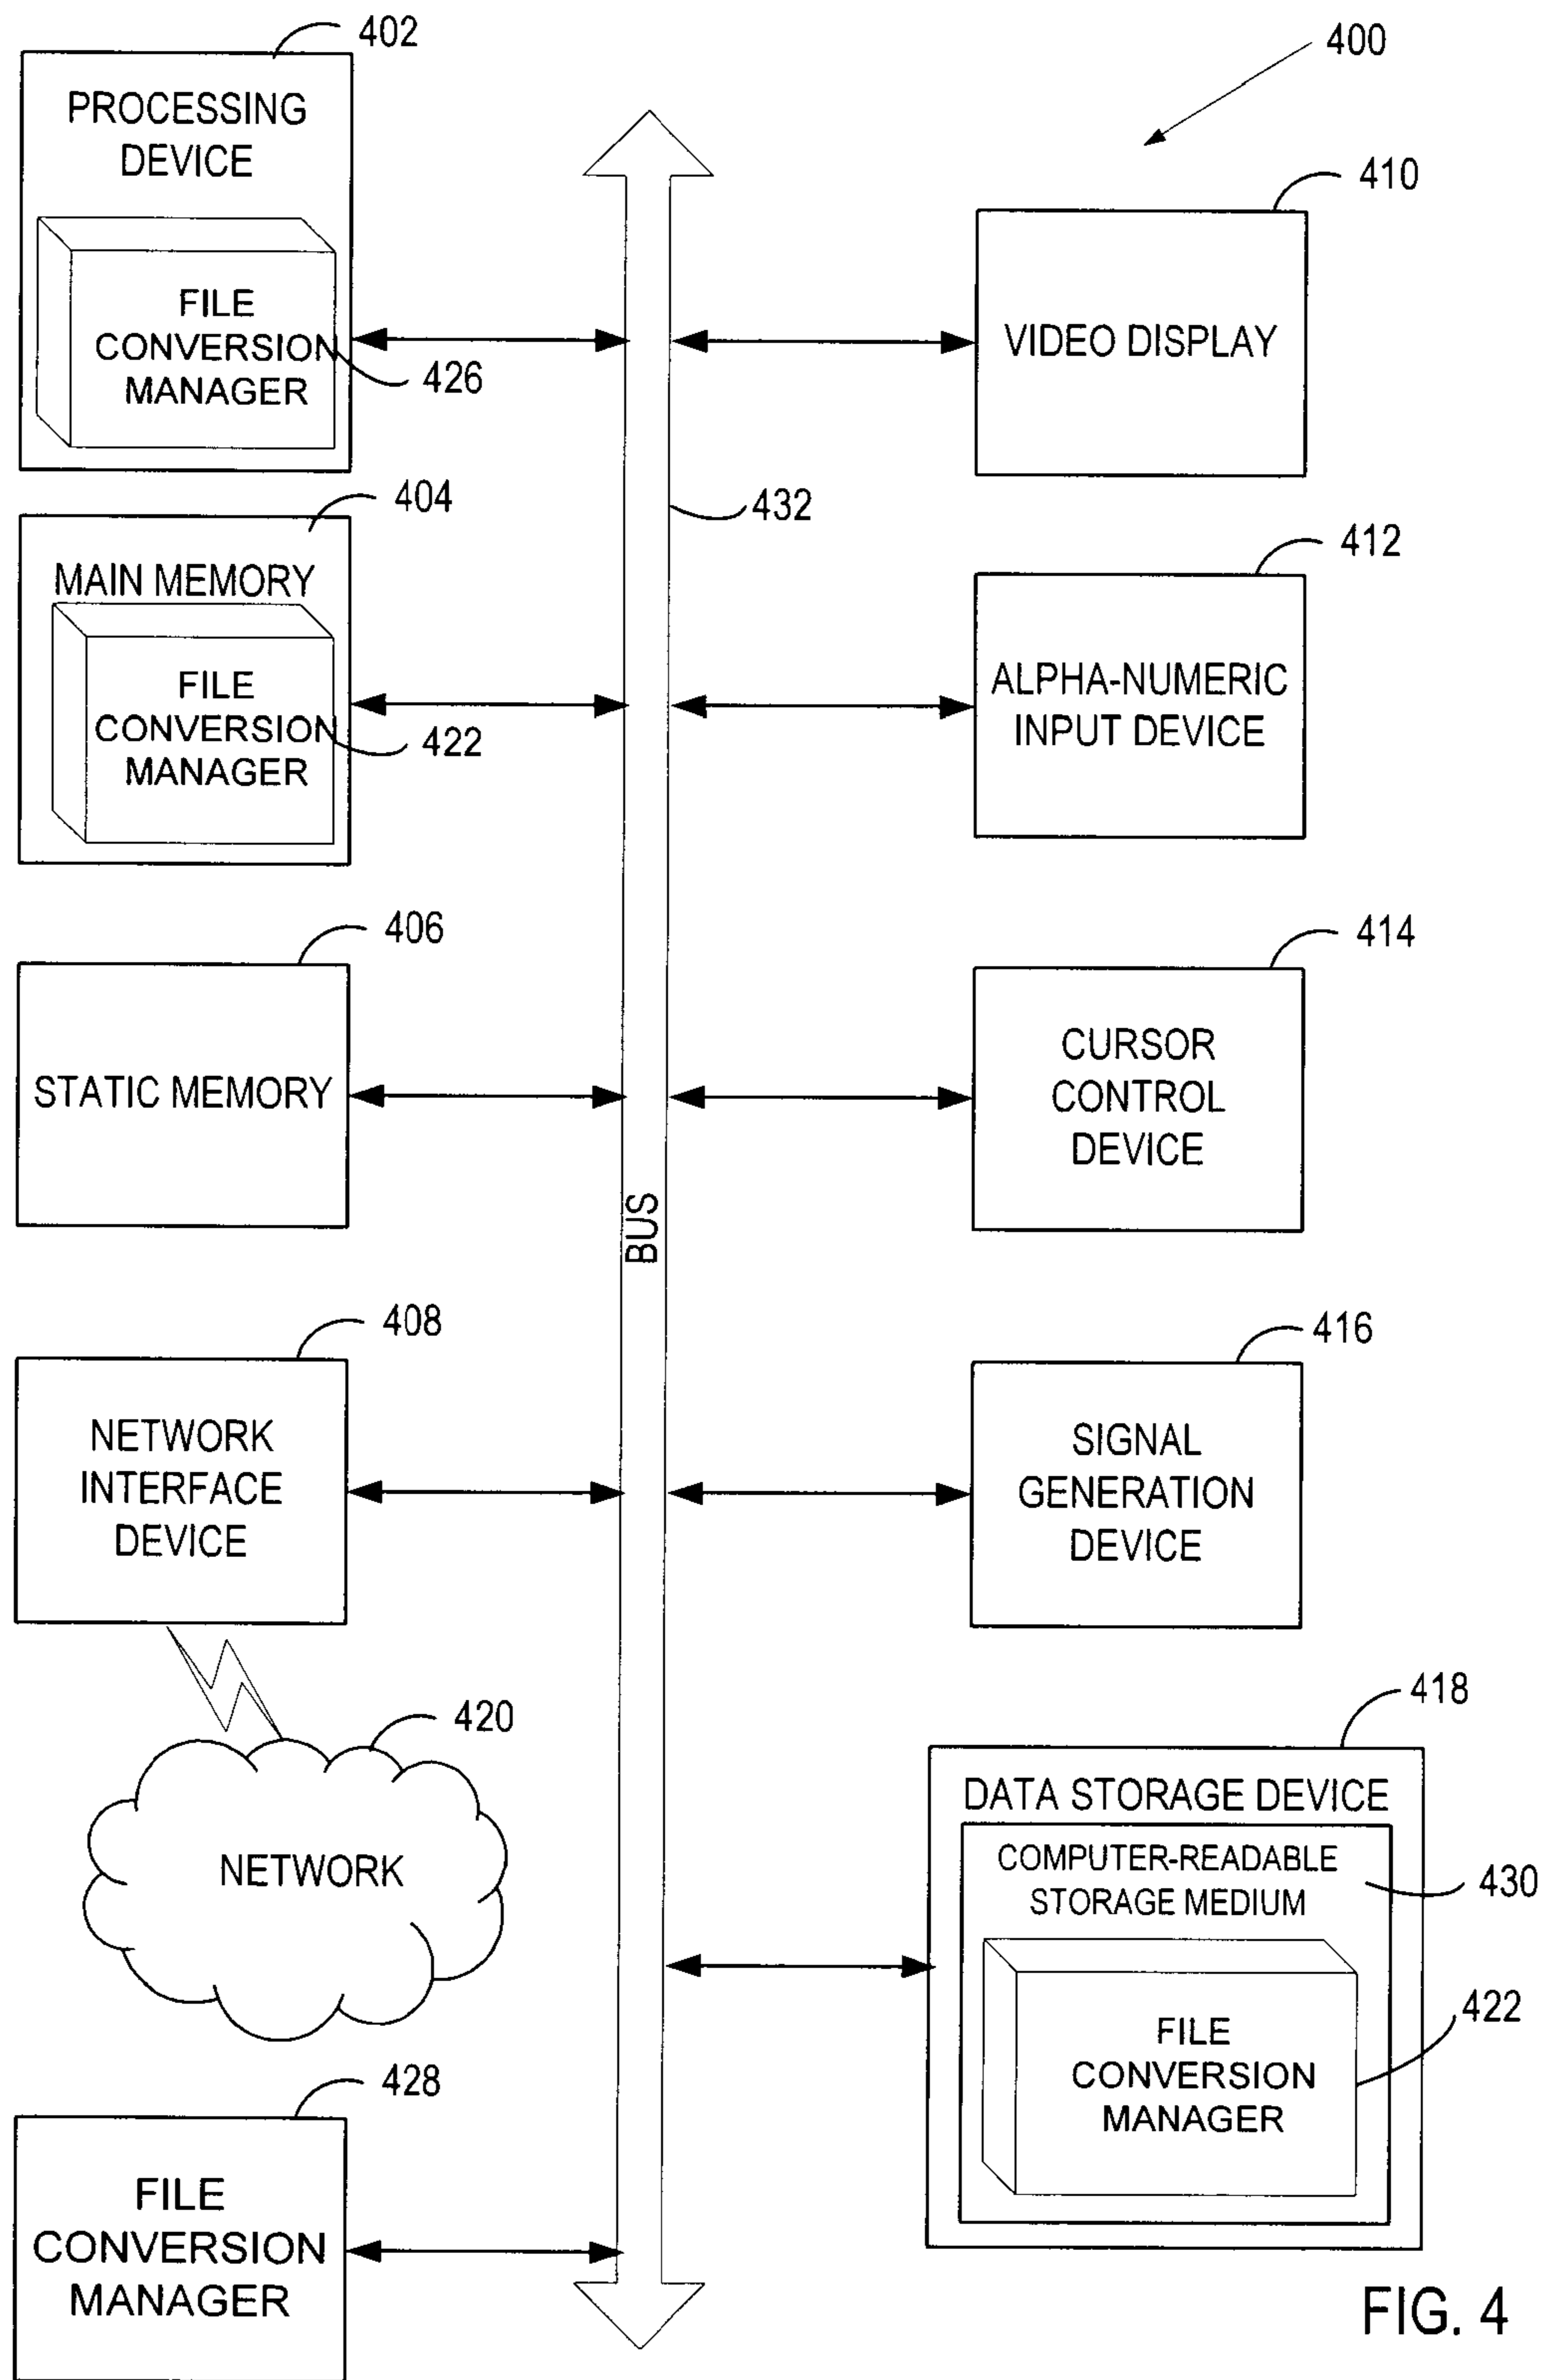 402
PROCESSING
DEVICE
FILE
CONVERSION
MANAGER
426
404
MAIN MEMORY
FILE
CONVERSION
MANAGER
422
406
STATIC MEMORY
408
NETWORK
INTERFACE
DEVICE
420
NETWORK
428
FILE
CONVERSION
MANAGER
432
BUS
400
410
VIDEO DISPLAY
412
ALPHA-NUMERIC
INPUT DEVICE
414
CURSOR
CONTROL
DEVICE
416
SIGNAL
GENERATION
DEVICE
418
DATA STORAGE DEVICE
COMPUTER-READABLE
STORAGE MEDIUM
430
FILE
CONVERSION
MANAGER
422
FIG. 4